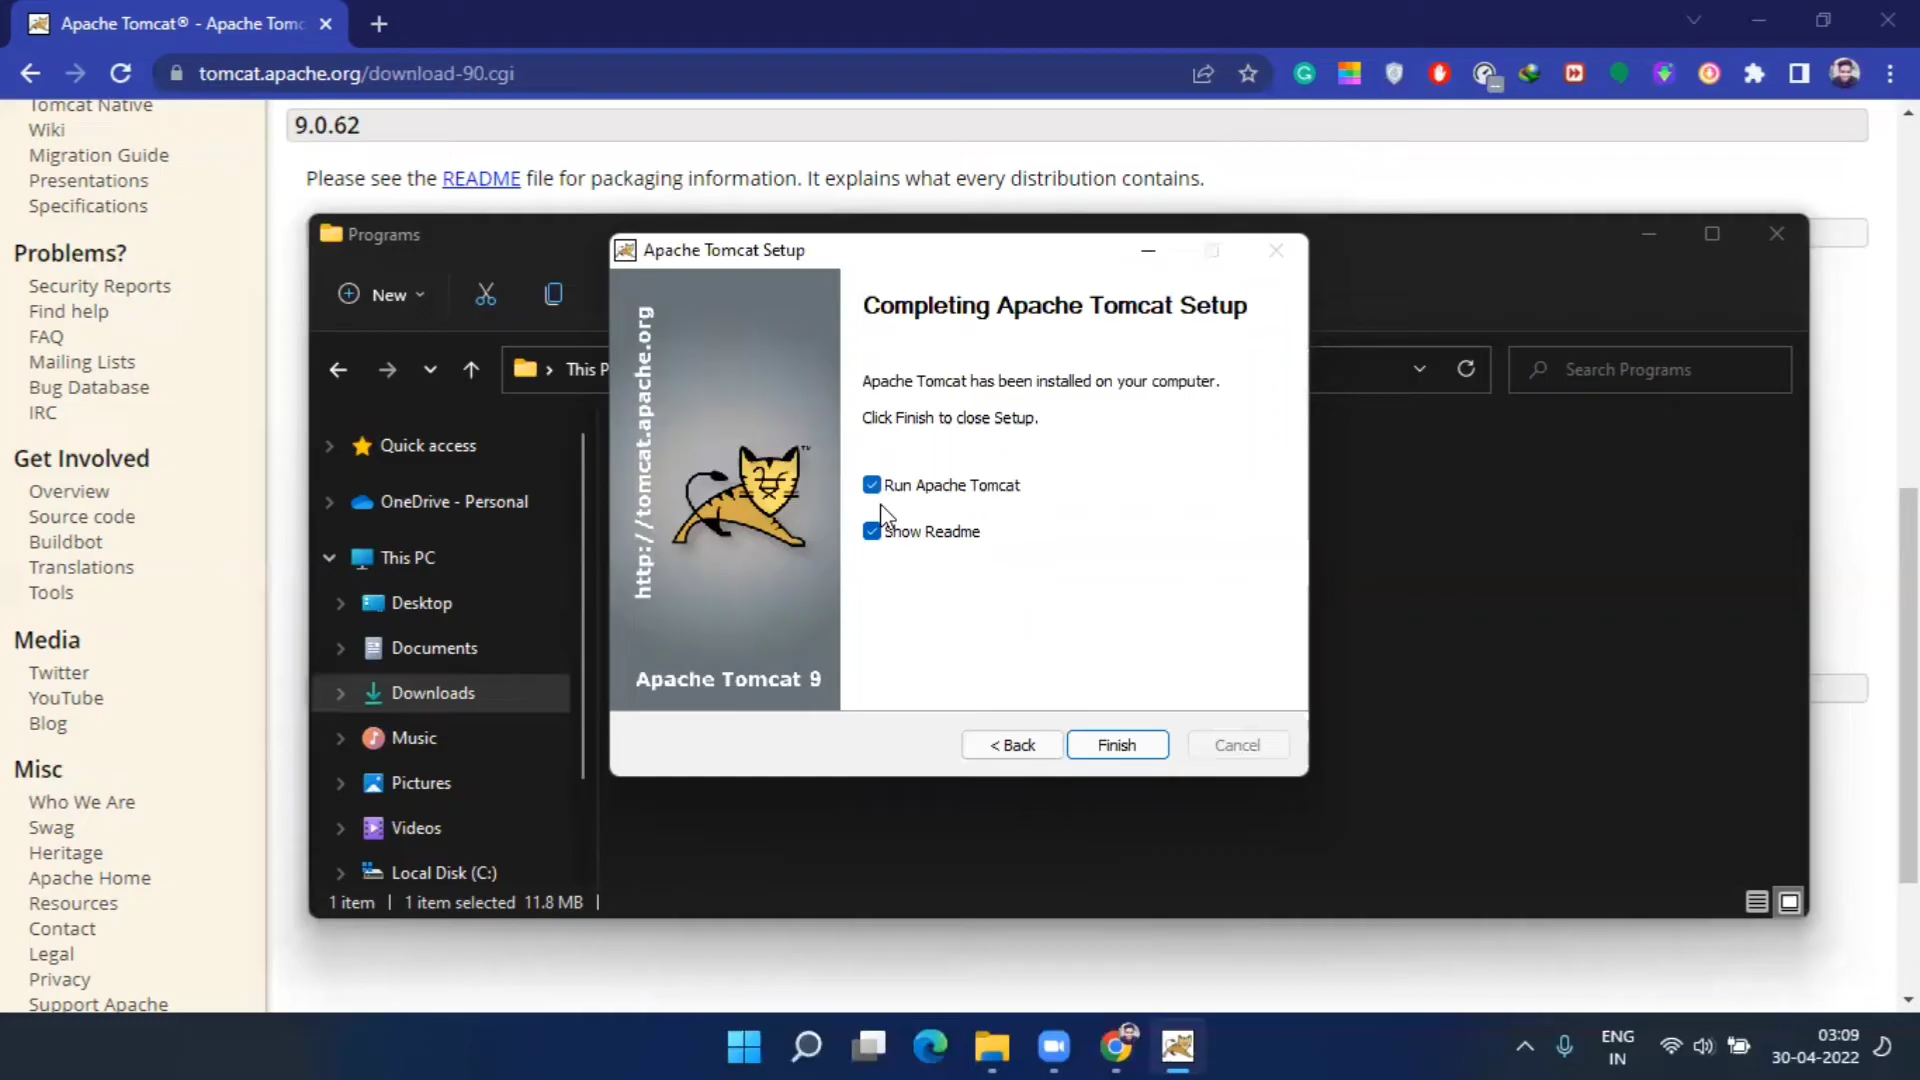 Apache Tomcat® - Apache Tomc
tomcat.apache.org/download-90.cgi
Tomcat Native
Wiki
Migration Guide
Presentations
Specifications
Problems?
Security Reports
Find help
FAQ
Mailing Lists
Bug Database
IRC
Get Involved
Overview
Source code
Buildbot
Translations
Tools
Media
Twitter
YouTube
Blog
Misc
Who We Are
Swag
Heritage
Apache Home
Resources
Contact
Legal
Privacy
Support Apache
9.0.62
Please see the README file for packaging information. It explains what every distribution contains.
Programs
New
This P
Search Programs
Quick access
OneDrive - Personal
This PC
Desktop
Documents
Downloads
Music
Pictures
Videos
Local Disk (C:)
1 item
1 item selected 11.8 MB
Apache Tomcat Setup
http://tomcat.apache.org
TM
Apache Tomcat 9
Completing Apache Tomcat Setup
Apache Tomcat has been installed on your computer.
Click Finish to close Setup.
Run Apache Tomcat
Show Readme
< Back
Finish
Cancel
ENG
IN
03:09
30-04-2022